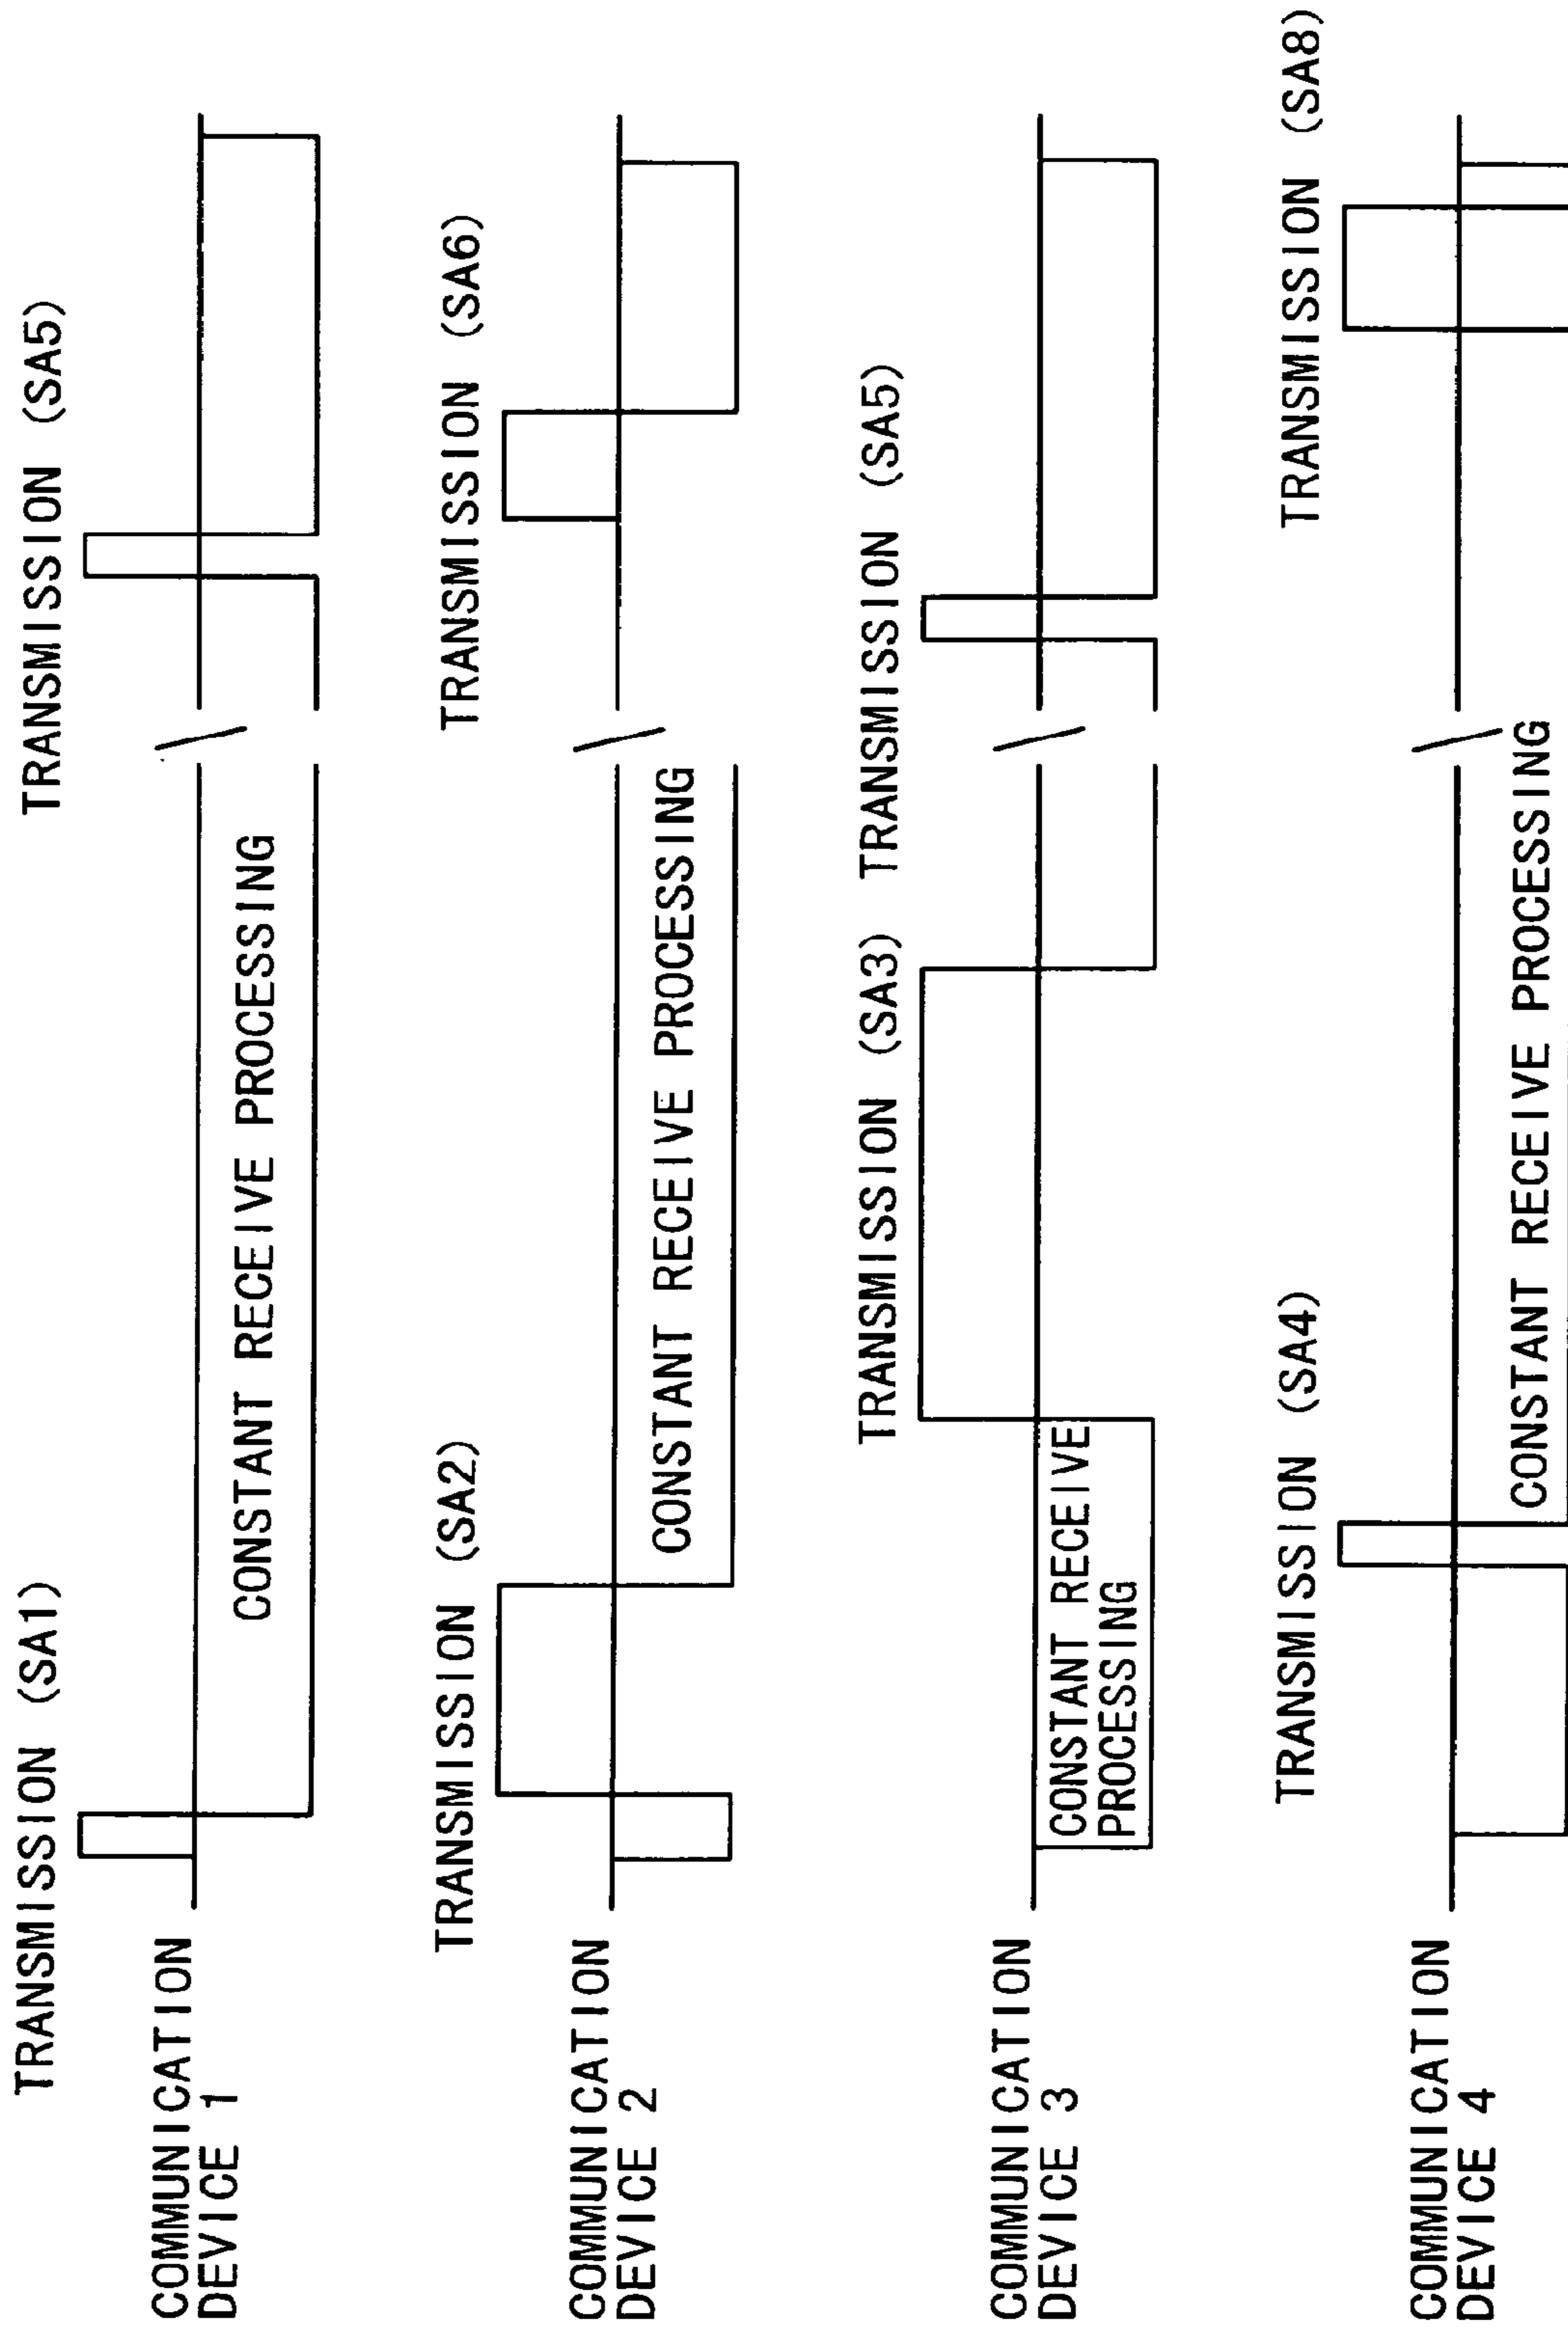 TRANSMISSION (SA1)
TRANSMISSION (SA5)
COMMUNICATION
DEVICE 1
CONSTANT RECEIVE PROCESSING
TRANSMISSION (SA2)
TRANSMISSION (SA6)
COMMUNICATION
DEVICE 2
CONSTANT RECEIVE PROCESSING
TRANSMISSION (SA3)
TRANSMISSION (SA5)
COMMUNICATION
DEVICE 3
CONSTANT RECEIVE
PROCESSING
TRANSMISSION (SA4)
TRANSMISSION (SA8)
COMMUNICATION
DEVICE 4
CONSTANT RECEIVE PROCESSING